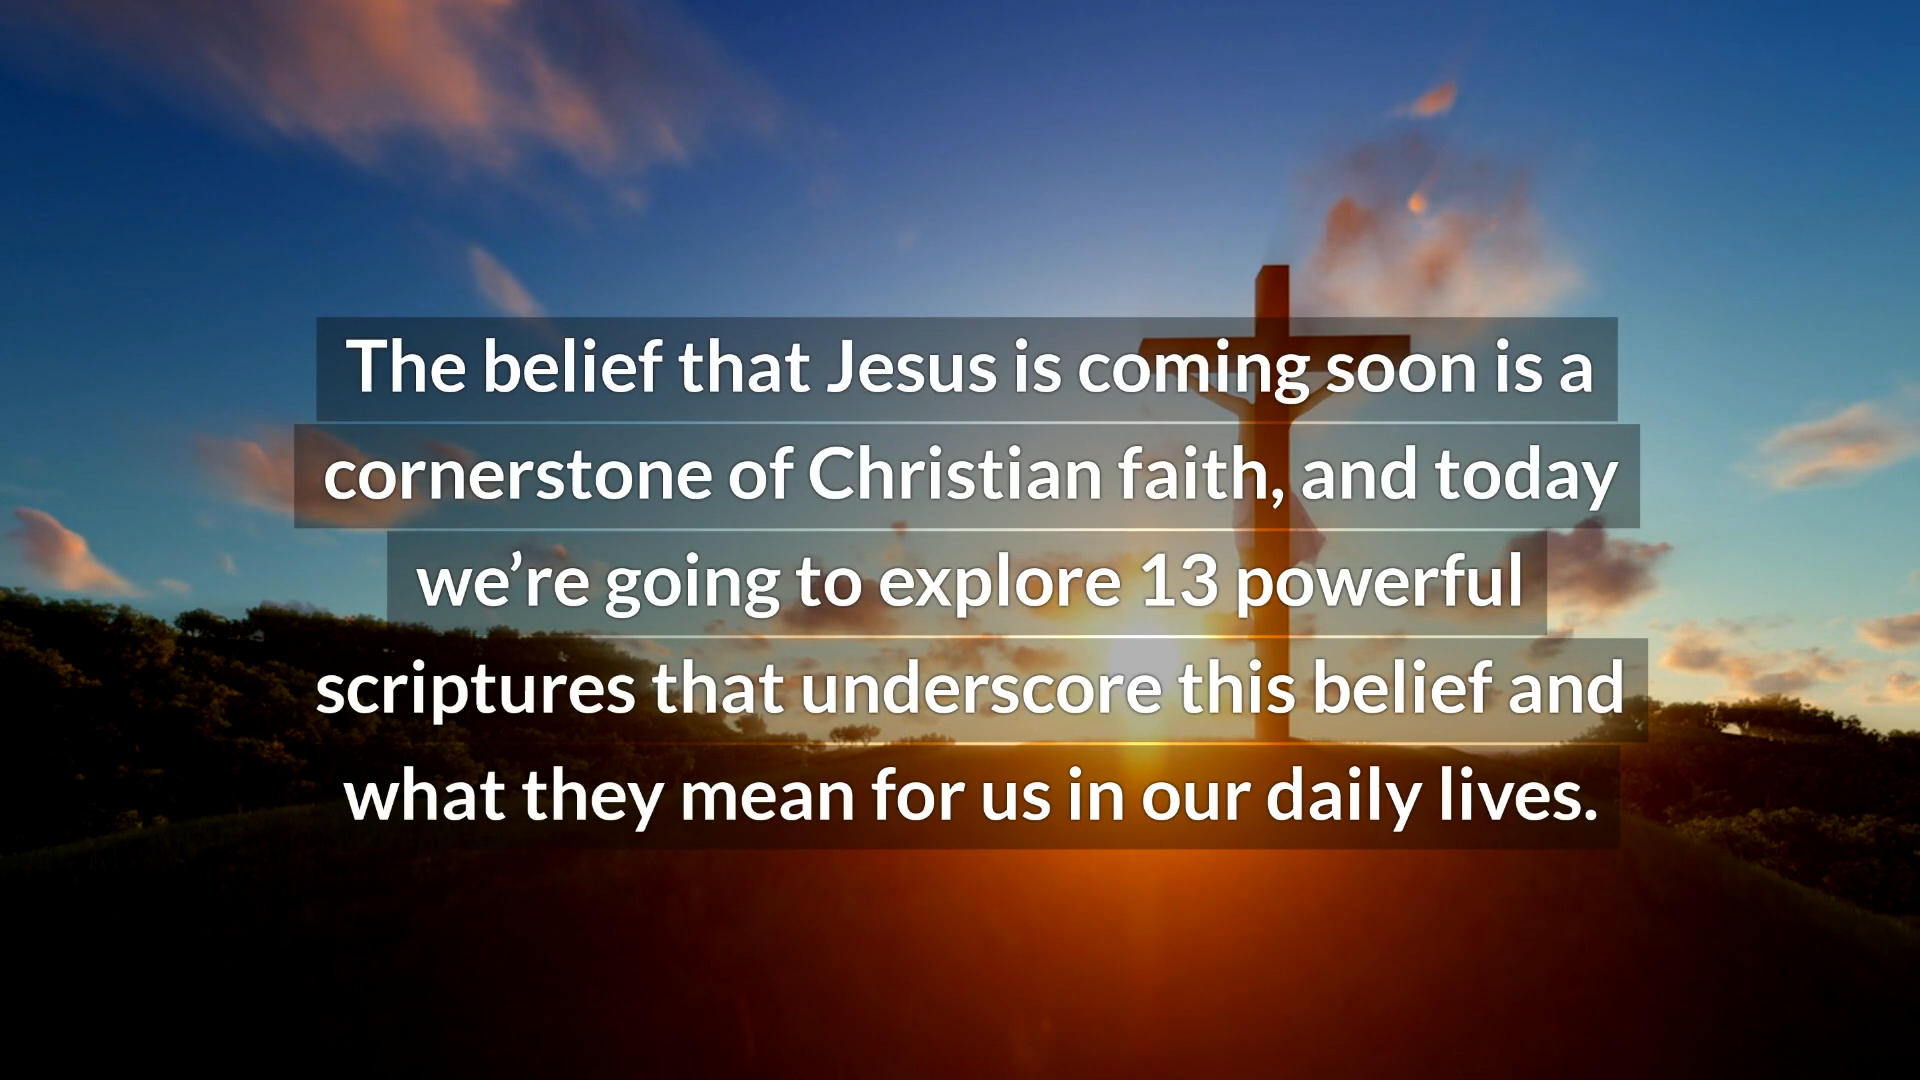 The belief that Jesus is coming soon is a
cornerstone of Christian faith, and today
we’re going to explore 13 powerful
scriptures that underscore this belief and
what they mean for us in our daily lives.